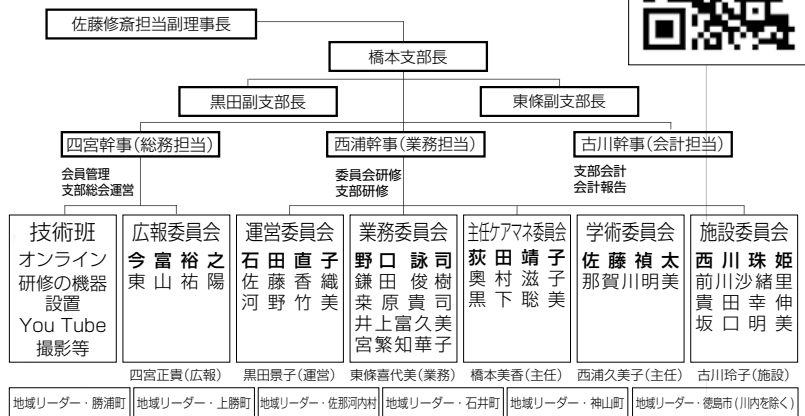 佐藤修斎担当副理事長
橋本支部長
黒田副支部長
東條副支部長
四宮幹事(総務担当)
西浦幹事(業務担当)
古川幹事(会計担当)
会員管理
支部総会運営
委員会研修
支部研修
支部会計
会計報告
技術班
オンライン
研修の機器
設置
You Tube
撮影等
広報委員会
今富裕之
東山祐陽
運営委員会
石田直子
佐藤香織
河野竹美
業務委員会
野口詠司
鎌田俊樹
桒原貴司
井上富久美
宮繁知華子
主任ケアマネ委員会
荻田靖子
奥村滋子
黒下聡美
学術委員会
佐藤禎太
那賀川明美
施設委員会
西川珠姫
前川沙緒里
貴田幸伸
坂口明美
四宮正貴(広報)
黒田景子(運営)
東條喜代美(業務)
橋本美香(主任)
西浦久美子(主任)
古川玲子(施設)
地域リーダー・勝浦町
地域リーダー・上勝町
地域リーダー・佐那河内村
地域リーダー・石井町
地域リーダー・神山町
地域リーダー・徳島市(川内を除く)